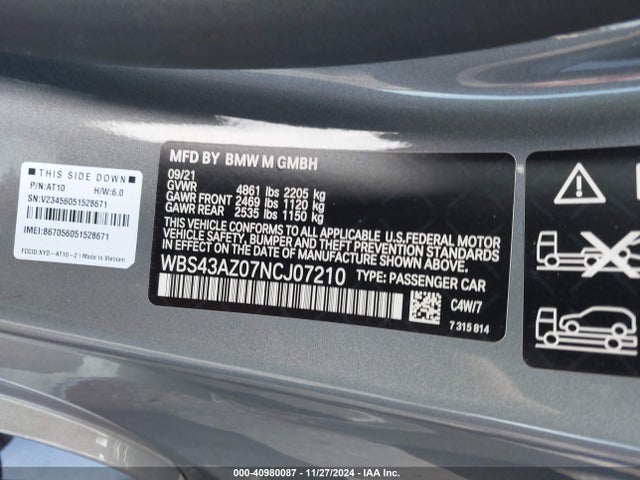 THIS SIDE DOWN
P/N:AT10 H/W:6.0
SN:V23456051528671
IMEI:867056051528671
FCCID:XYD-AT10-2 | Made in Vietnam
MFD BY BMW M GMBH
09/21
GVWR 4861 lbs 2205 kg
GAWR FRONT 2469 lbs 1120 kg
GAWR REAR 2535 lbs 1150 kg
THIS VEHICLE CONFORMS TO ALL APPLICABLE U.S.FEDERAL MOTOR
VEHICLE SAFETY, BUMPER AND THEFT PREVENTION STANDARDS
IN EFFECT ON THE DATE OF MANUFACTURE SHOWN ABOVE.
WBS43AZ07NCJ07210 TYPE: PASSENGER CAR
C4W/7
7 315 814
000-40980087 - 11/27/2024 - IAA Inc.